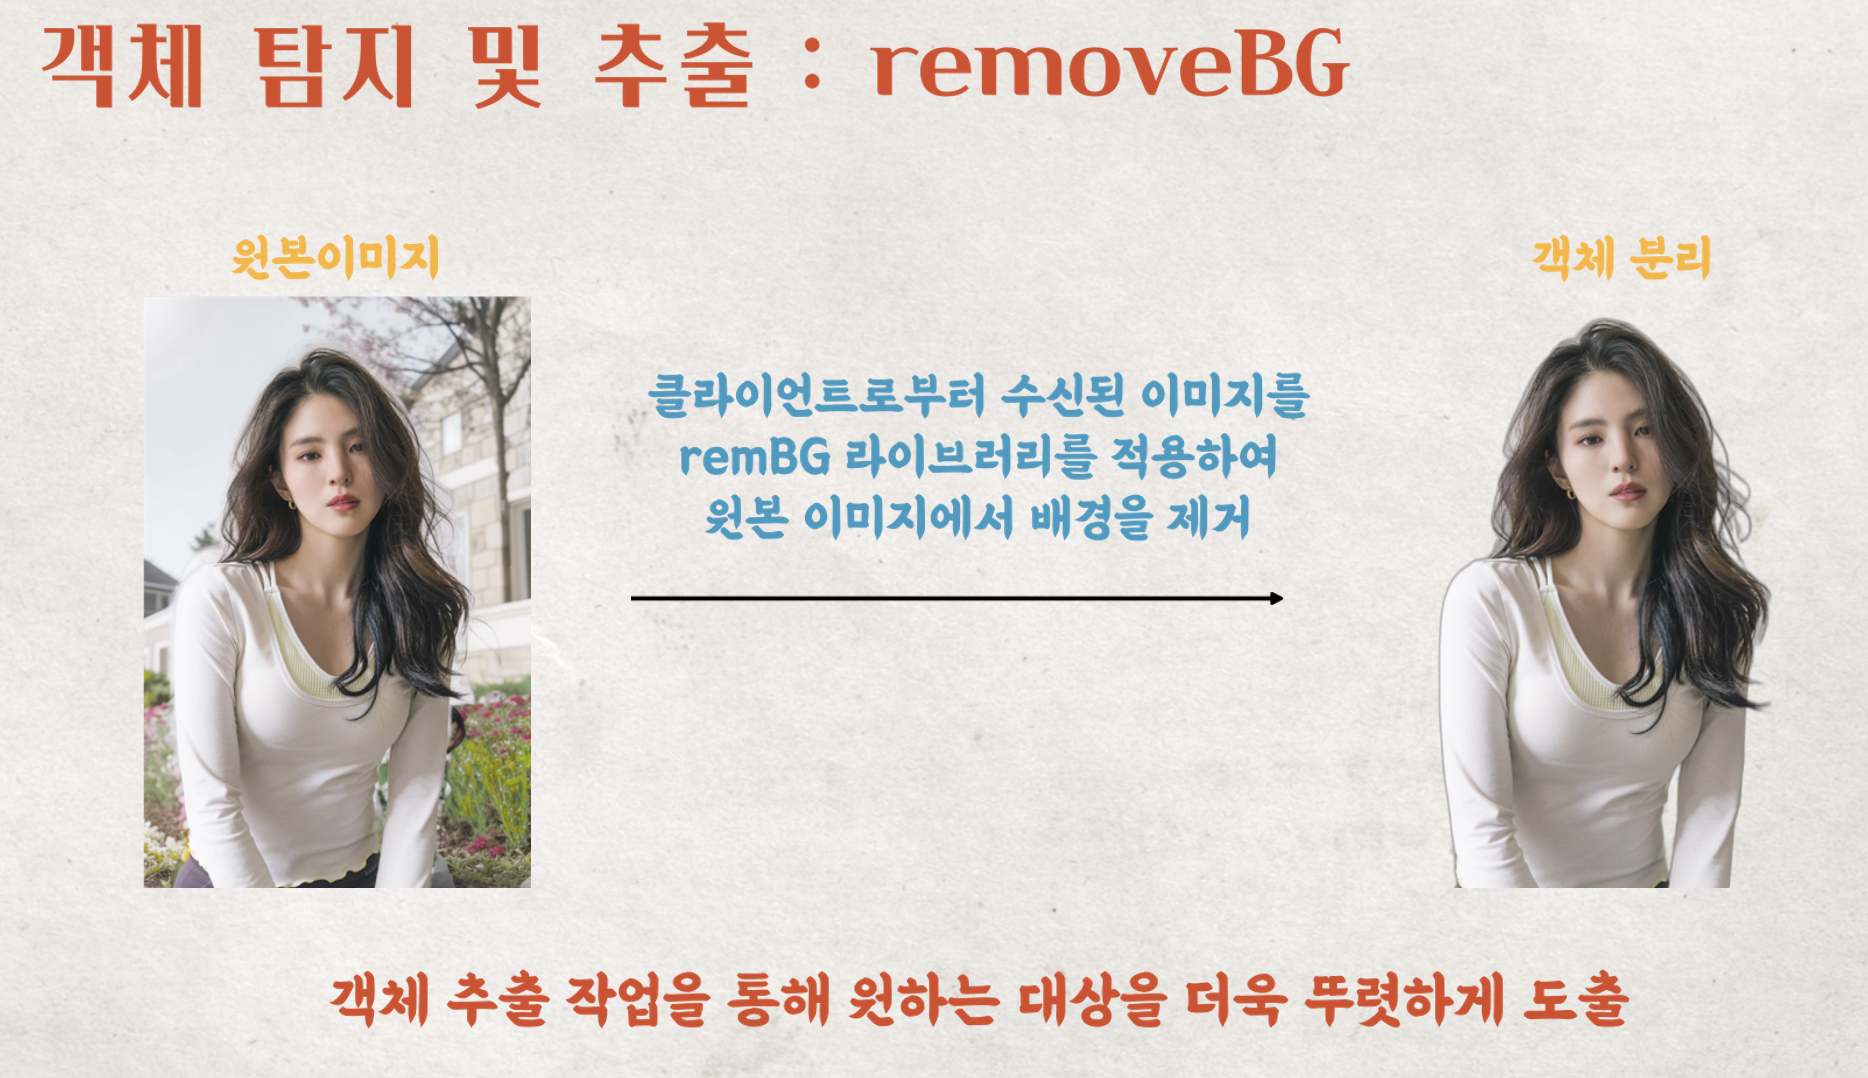 객체 탐지 및 추출 : removeBG
원본이미지
객체 분리
클라이언트로부터 수신된 이미지를
remBG 라이브러리를 적용하여
원본 이미지에서 배경을 제거
객체 추출 작업을 통해 원하는 대상을 더욱 뚜렷하게 도출